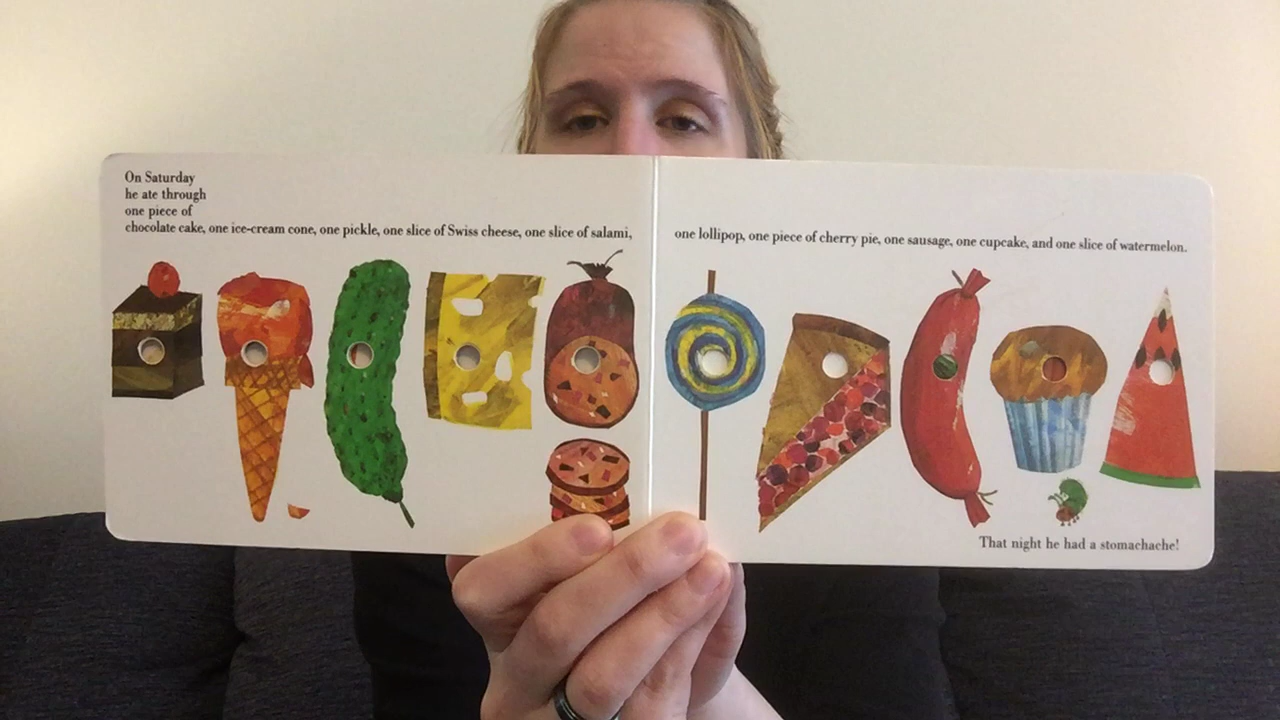 On Saturday
he ate through
one piece of
chocolate cake, one ice-cream cone, one pickle, one slice of Swiss cheese, one slice of salami,
one lollipop, one piece of cherry pie, one sausage, one cupcake, and one slice of watermelon.
That night he had a stomachache!